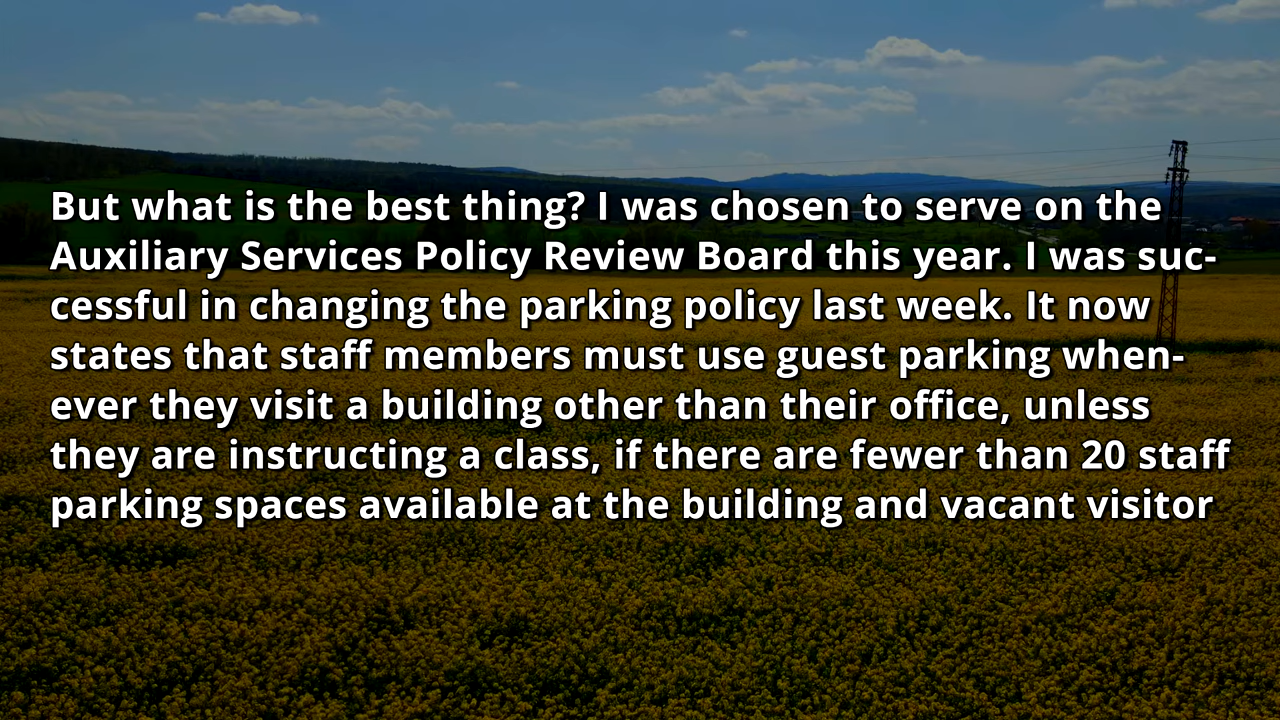 But what is the best thing? I was chosen to serve on the
Auxiliary Services Policy Review Board this year. I was suc-
cessful in changing the parking policy last week. It now
states that staff members must use guest parking when-
ever they visit a building other than their office, unless
they are instructing a class, if there are fewer than 20 staff
parking spaces available at the building and vacant visitor